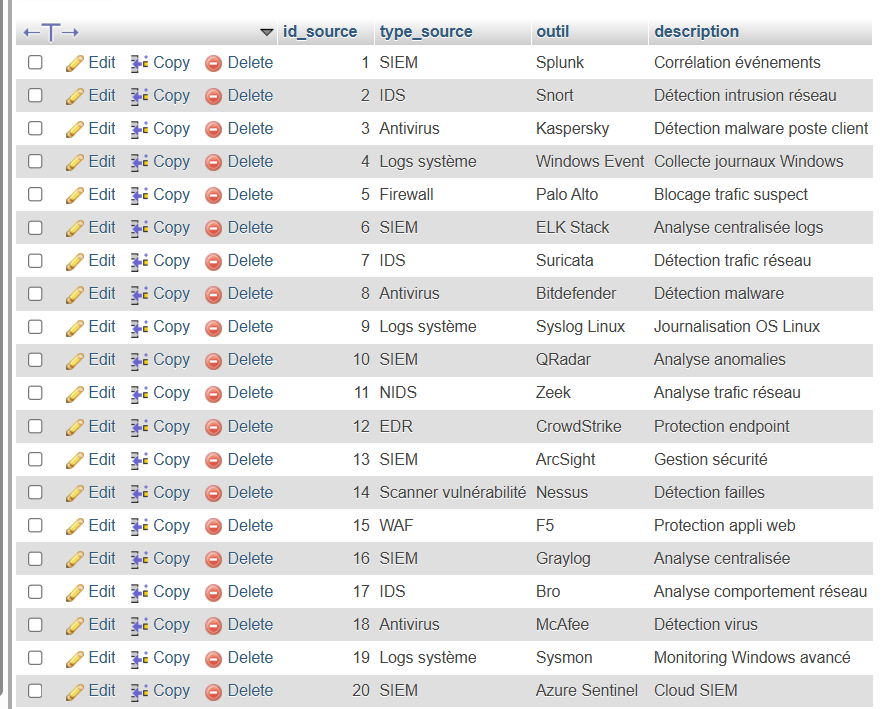 ←T→ id_source type_source outil description
Edit Copy Delete 1 SIEM Splunk Corrélation événements
Edit Copy Delete 2 IDS Snort Détection intrusion réseau
Edit Copy Delete 3 Antivirus Kaspersky Détection malware poste client
Edit Copy Delete 4 Logs système Windows Event Collecte journaux Windows
Edit Copy Delete 5 Firewall Palo Alto Blocage trafic suspect
Edit Copy Delete 6 SIEM ELK Stack Analyse centralisée logs
Edit Copy Delete 7 IDS Suricata Détection trafic réseau
Edit Copy Delete 8 Antivirus Bitdefender Détection malware
Edit Copy Delete 9 Logs système Syslog Linux Journalisation OS Linux
Edit Copy Delete 10 SIEM QRadar Analyse anomalies
Edit Copy Delete 11 NIDS Zeek Analyse trafic réseau
Edit Copy Delete 12 EDR CrowdStrike Protection endpoint
Edit Copy Delete 13 SIEM ArcSight Gestion sécurité
Edit Copy Delete 14 Scanner vulnérabilité Nessus Détection failles
Edit Copy Delete 15 WAF F5 Protection appli web
Edit Copy Delete 16 SIEM Graylog Analyse centralisée
Edit Copy Delete 17 IDS Bro Analyse comportement réseau
Edit Copy Delete 18 Antivirus McAfee Détection virus
Edit Copy Delete 19 Logs système Sysmon Monitoring Windows avancé
Edit Copy Delete 20 SIEM Azure Sentinel Cloud SIEM